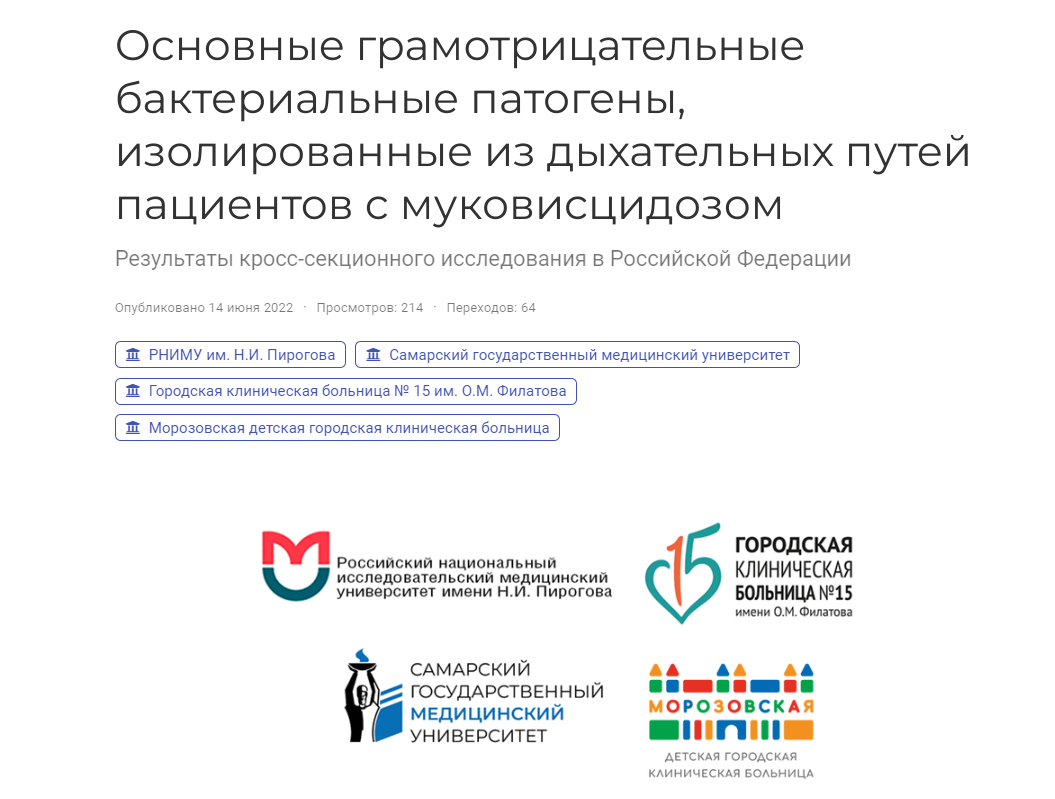 Основные грамотрицательные
бактериальные патогены,
изолированные из дыхательных путей
пациентов с муковисцидозом
Результаты кросс-секционного исследования в Российской Федерации
Опубликовано 14 июня 2022 · Просмотров: 214 · Переходов: 64
РНИМУ им. Н.И. Пирогова
Самарский государственный медицинский университет
Городская клиническая больница № 15 им. О.М. Филатова
Морозовская детская городская клиническая больница
Российский национальный
исследовательский медицинский
университет имени Н.И. Пирогова
15
ГОРОДСКАЯ
КЛИНИЧЕСКАЯ
БОЛЬНИЦА №15
имени О.М. Филатова
САМАРСКИЙ
ГОСУДАРСТВЕННЫЙ
МЕДИЦИНСКИЙ
УНИВЕРСИТЕТ
МОРОЗОВСКАЯ
ДЕТСКАЯ ГОРОДСКАЯ
КЛИНИЧЕСКАЯ БОЛЬНИЦА